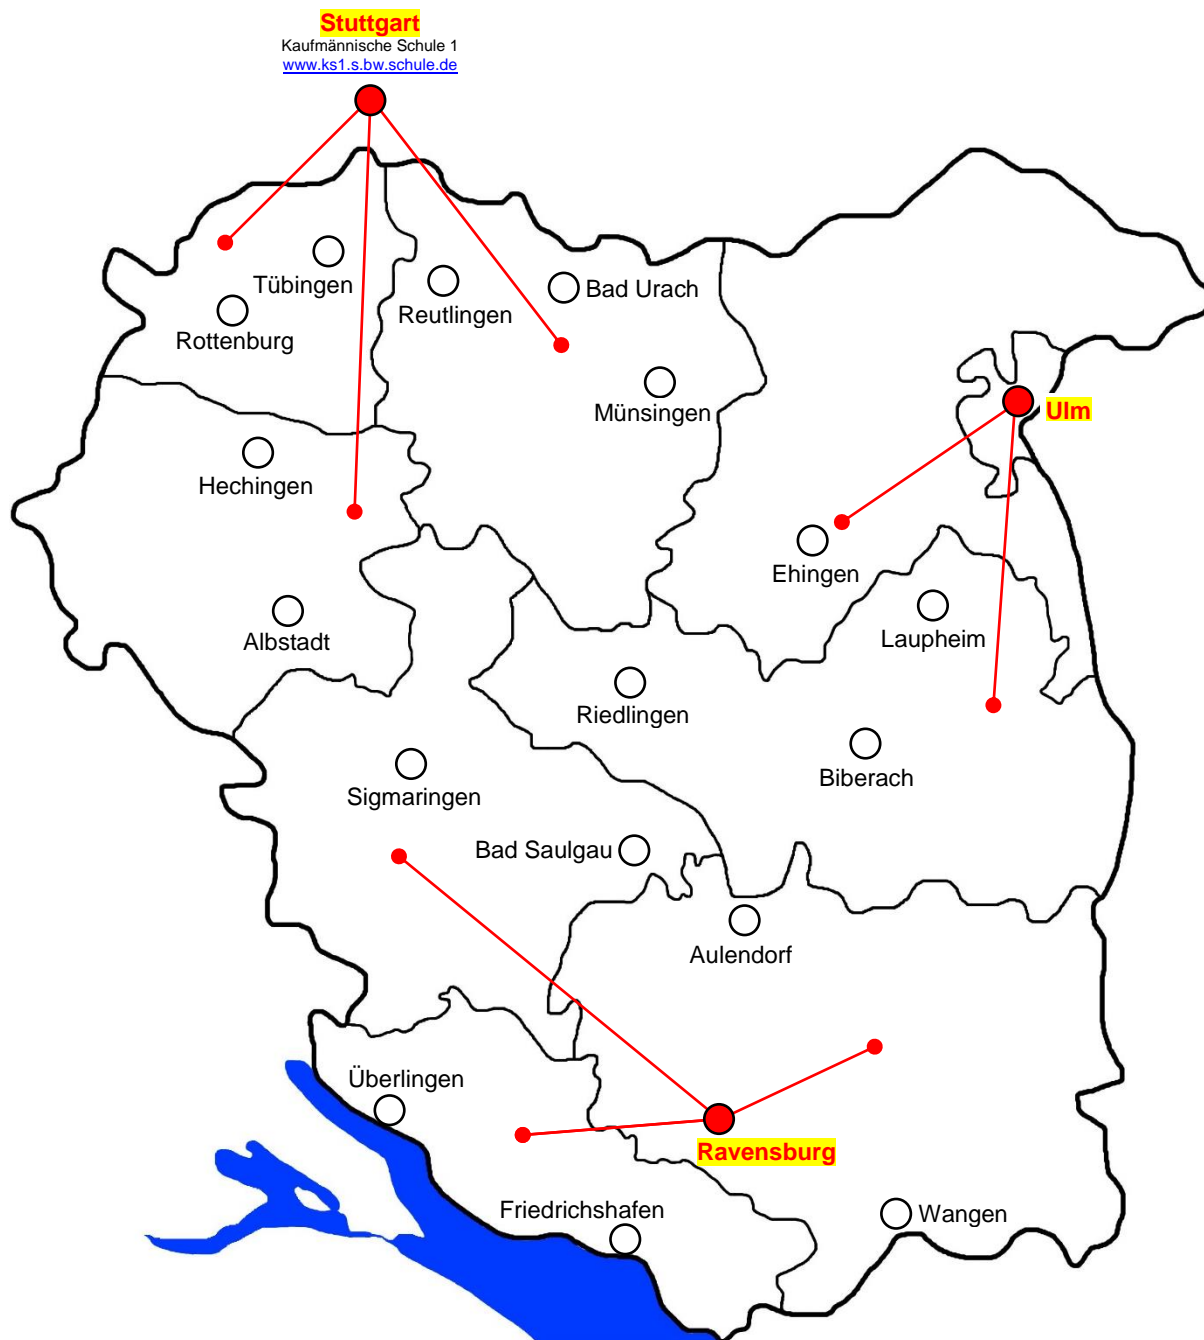 Stuttgart
Kaufmännische Schule 1
www.ks1.s.bw.schule.de
Tübingen
Bad Urach
Reutlingen
Rottenburg
Münsingen
Ulm
Hechingen
Ehingen
Laupheim
Albstadt
Riedlingen
Biberach
Sigmaringen
Bad Saulgau
Aulendorf
Überlingen
Ravensburg
Friedrichshafen
Wangen